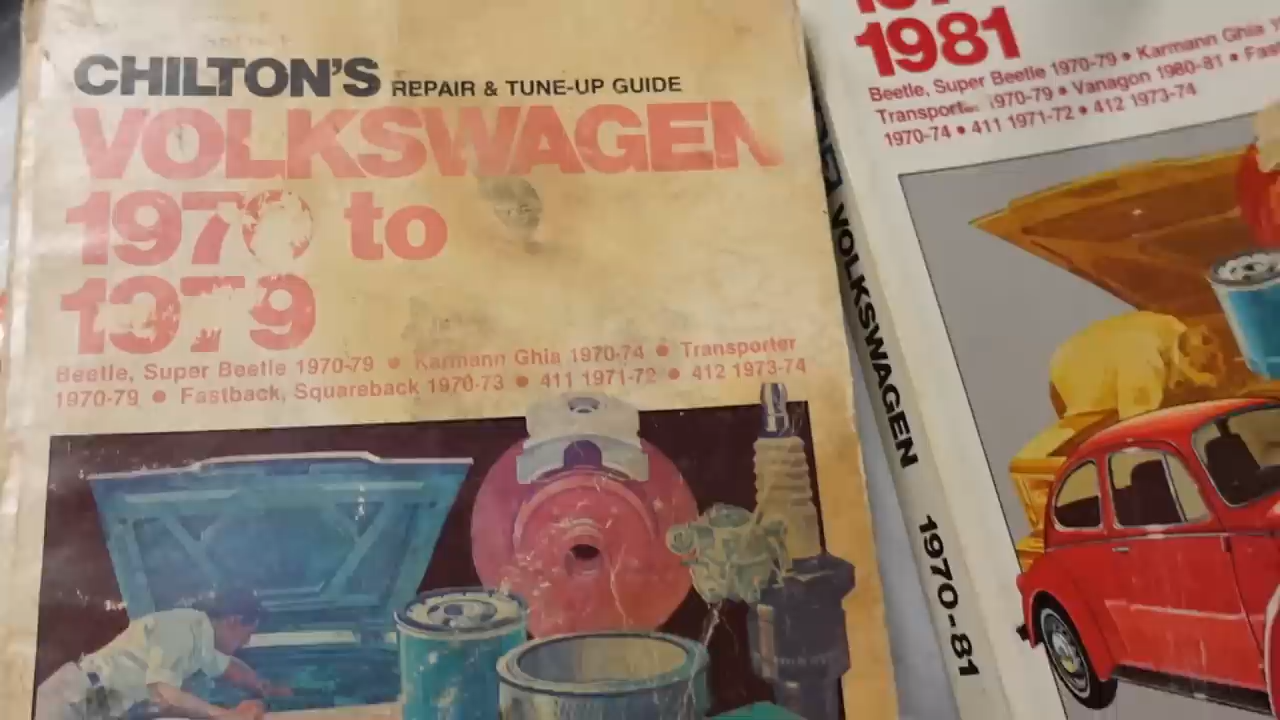 CHILTON'S REPAIR & TUNE-UP GUIDE
VOLKSWAGEN
1970 to
1979
Beetle, Super Beetle 1970-79 • Karmann Ghia 1970-74 • Transporter
1970-79 • Fastback, Squareback 1970-73 • 411 1971-72 • 412 1973-74
VOLKSWAGEN 1970-81
1981
Beetle, Super Beetle 1970-79 • Karmann Ghia
Transporter 1970-79 • Vanagon 1980-81 •
1970-74 • 411 1971-72 • 412 1973-74